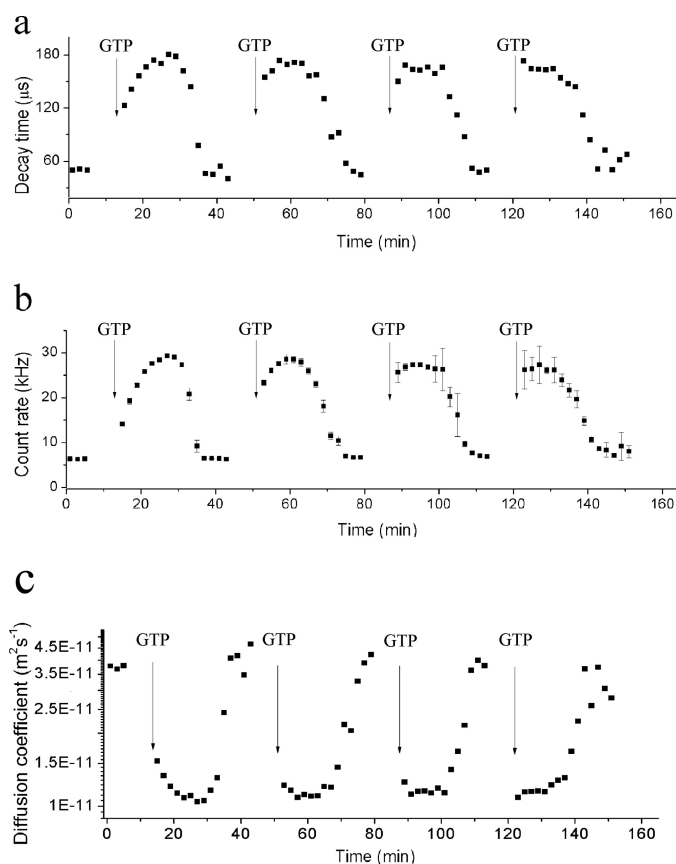 a
GTP GTP GTP GTP
180
120
60
Decay time (μs)
0 20 40 60 80 100 120 140 160
Time (min)
b
GTP GTP GTP GTP
30
20
10
0
Count rate (kHz)
0 20 40 60 80 100 120 140 160
Time (min)
c
GTP GTP GTP GTP
4.5E-11
3.5E-11
2.5E-11
1.5E-11
1E-11
Diffusion coefficient (m²s⁻¹)
0 20 40 60 80 100 120 140 160
Time (min)